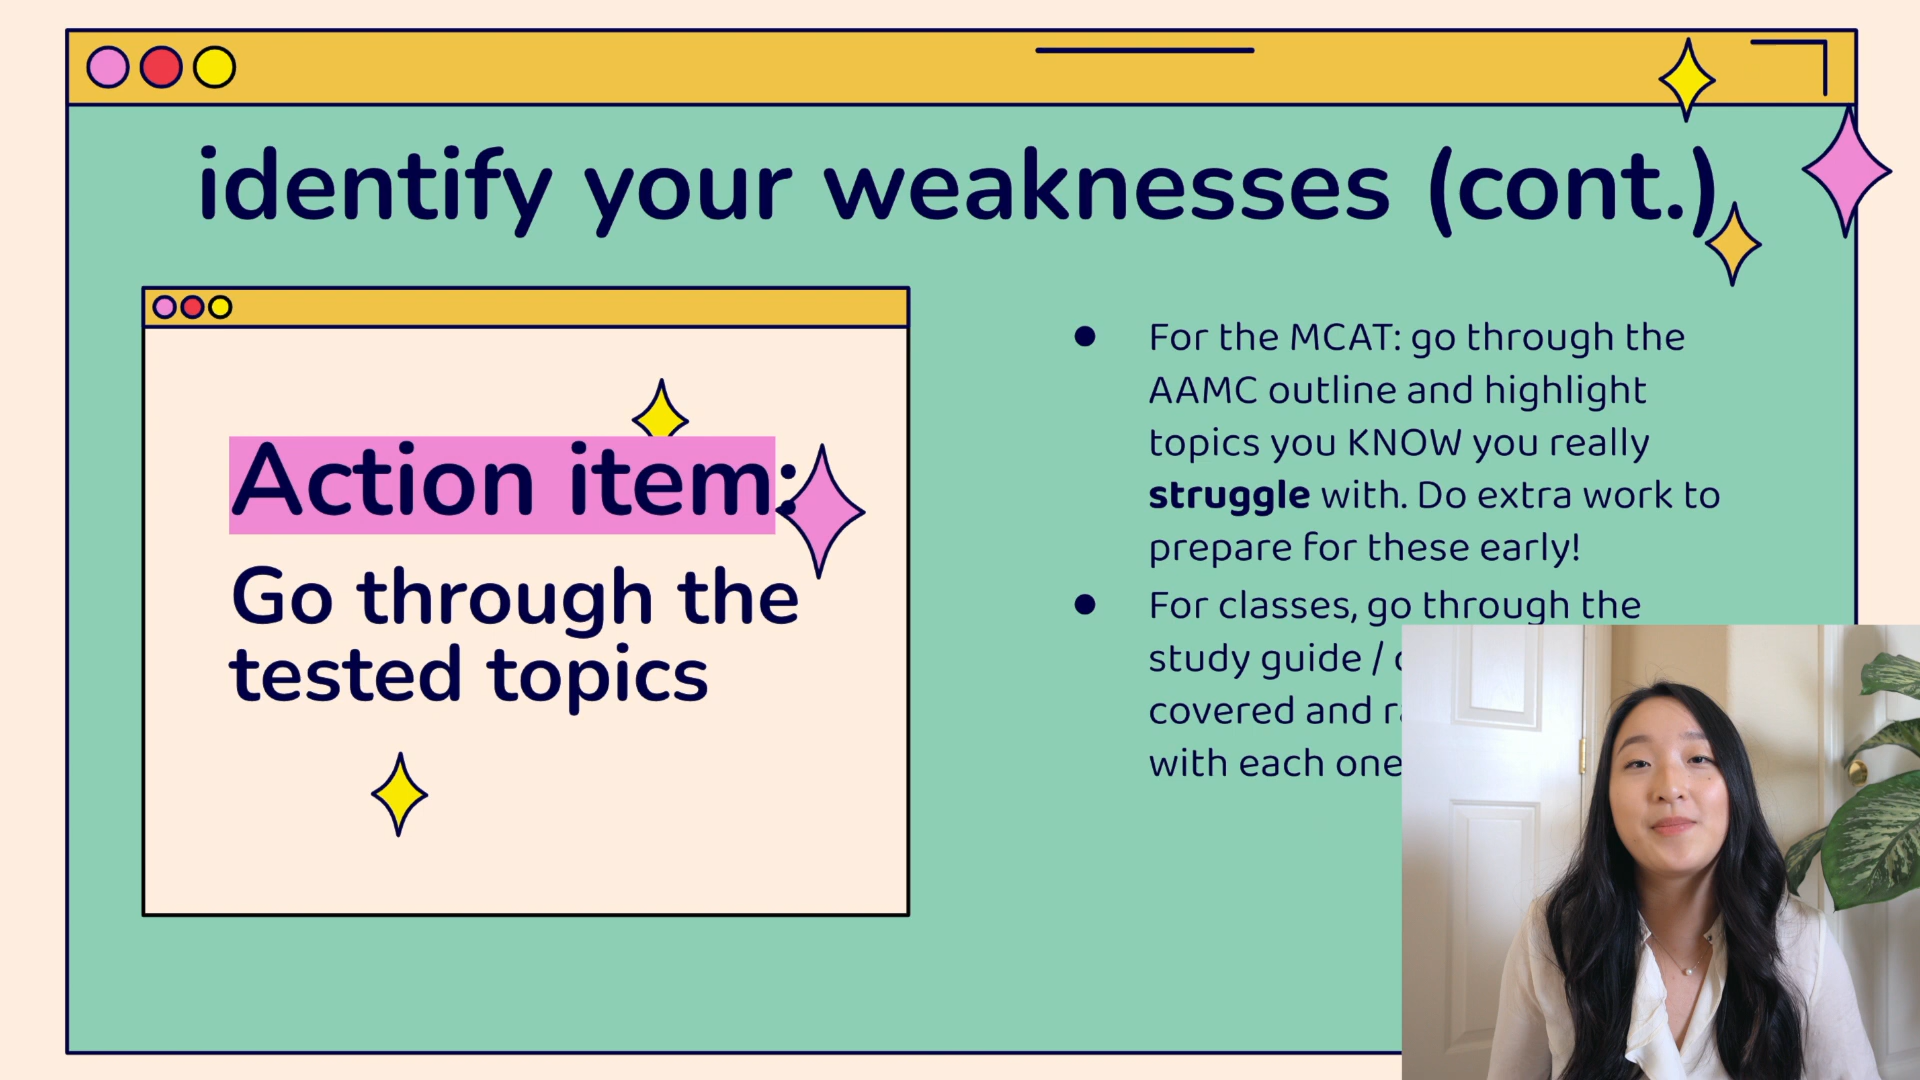 identify your weaknesses (cont.)
Action item:
Go through the
tested topics
For the MCAT: go through the
AAMC outline and highlight
topics you KNOW you really
struggle with. Do extra work to
prepare for these early!
For classes, go through the
study guide /
covered and
with each one